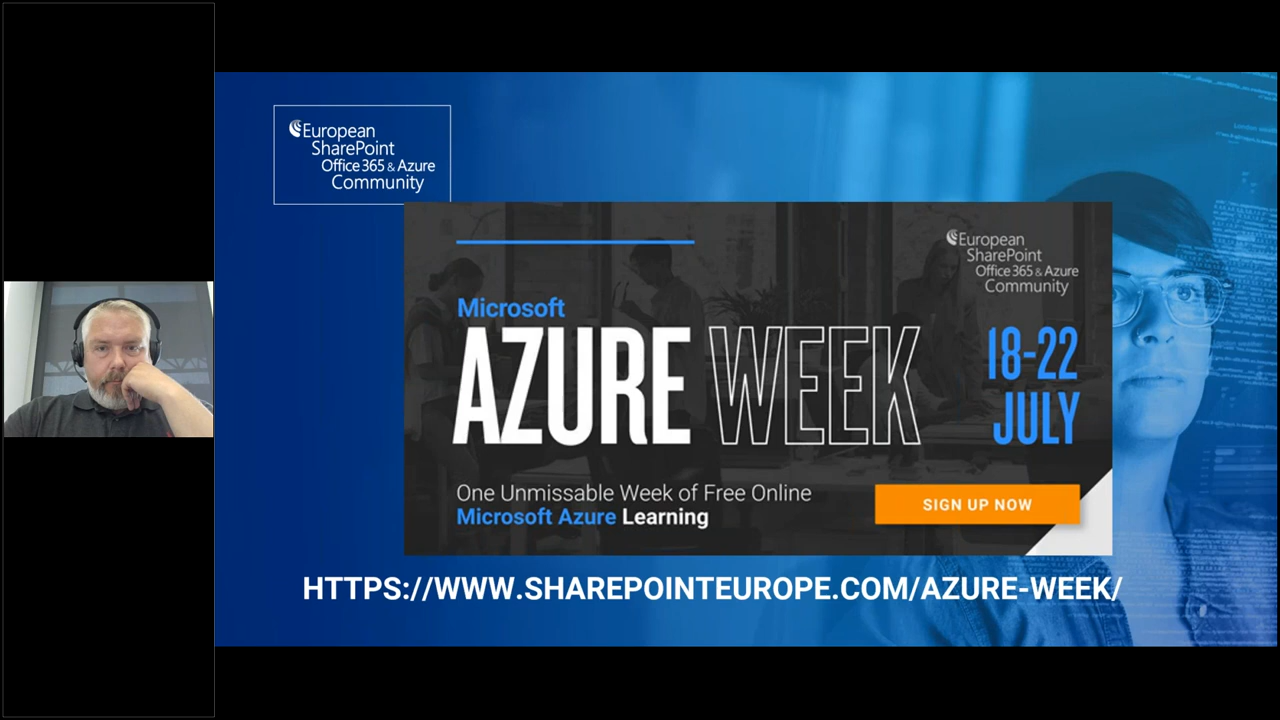 European
SharePoint
Office 365 & Azure
Community
European
SharePoint
Office 365 & Azure
Community
Microsoft
AZURE WEEK
18-22
JULY
One Unmissable Week of Free Online
Microsoft Azure Learning
SIGN UP NOW
HTTPS://WWW.SHAREPOINTEUROPE.COM/AZURE-WEEK/